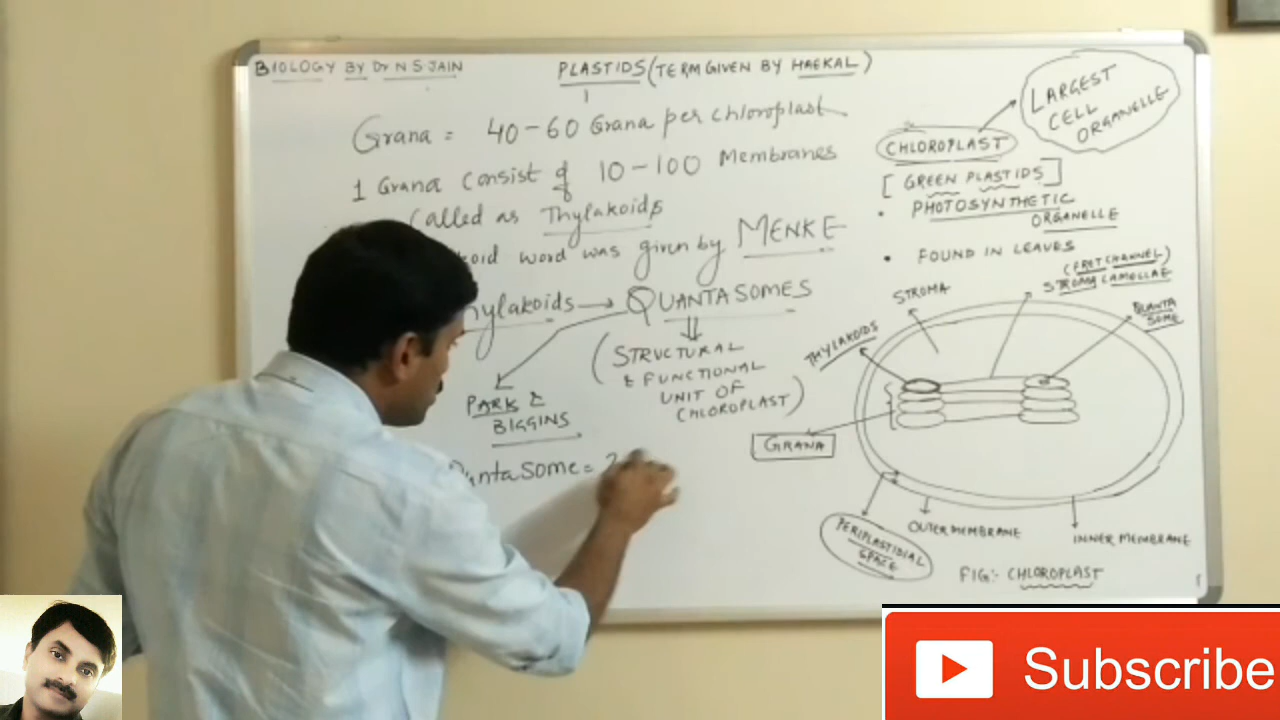 BIOLOGY BY Dr N S JAIN
PLASTIDS (TERM GIVEN BY HAEKAL)
Grana = 40-60 Grana per chloroplast
1 Grana consist of 10-100 Membranes
called as Thylakoids
word was given by MENKE
hylakoids → QUANTASOMES
(STRUCTURAL
& FUNCTIONAL
UNIT OF
CHLOROPLAST)
PARK &
BIGGINS
antasome =
LARGEST
CELL
ORGANELLE
CHLOROPLAST
[GREEN PLASTIDS]
• PHOTOSYNTHETIC
ORGANELLE
• FOUND IN LEAVES
(FRET CHANNEL)
STROMA LAMELLAE
STROMA
QUANTA
SOME
THYLAKOIDS
GRANA
PERIPLASTIDIAL
SPACE
OUTER MEMBRANE
INNER MEMBRANE
FIG:- CHLOROPLAST
Subscribe